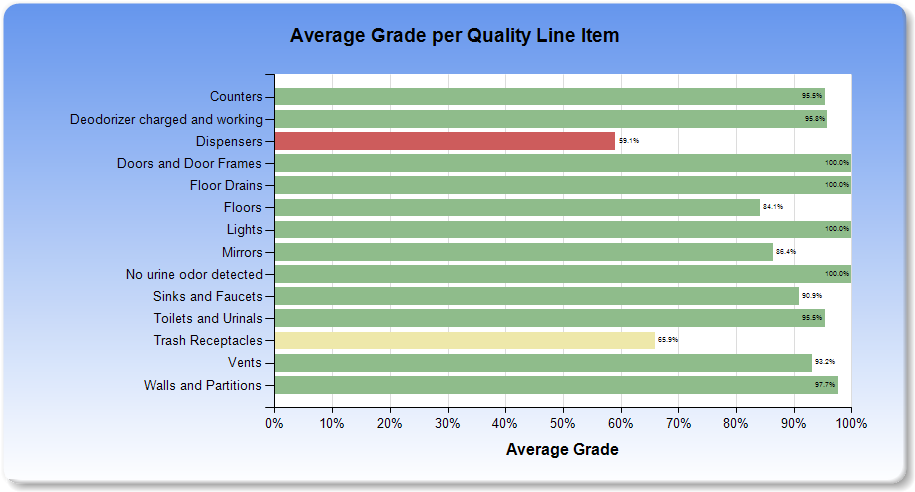 Average Grade per Quality Line Item
Counters 95.5%
Deodorizer charged and working 95.8%
Dispensers 59.1%
Doors and Door Frames 100.0%
Floor Drains 100.0%
Floors 84.1%
Lights 100.0%
Mirrors 86.4%
No urine odor detected 100.0%
Sinks and Faucets 90.9%
Toilets and Urinals 95.5%
Trash Receptacles 65.9%
Vents 93.2%
Walls and Partitions 97.7%
0% 10% 20% 30% 40% 50% 60% 70% 80% 90% 100%
Average Grade